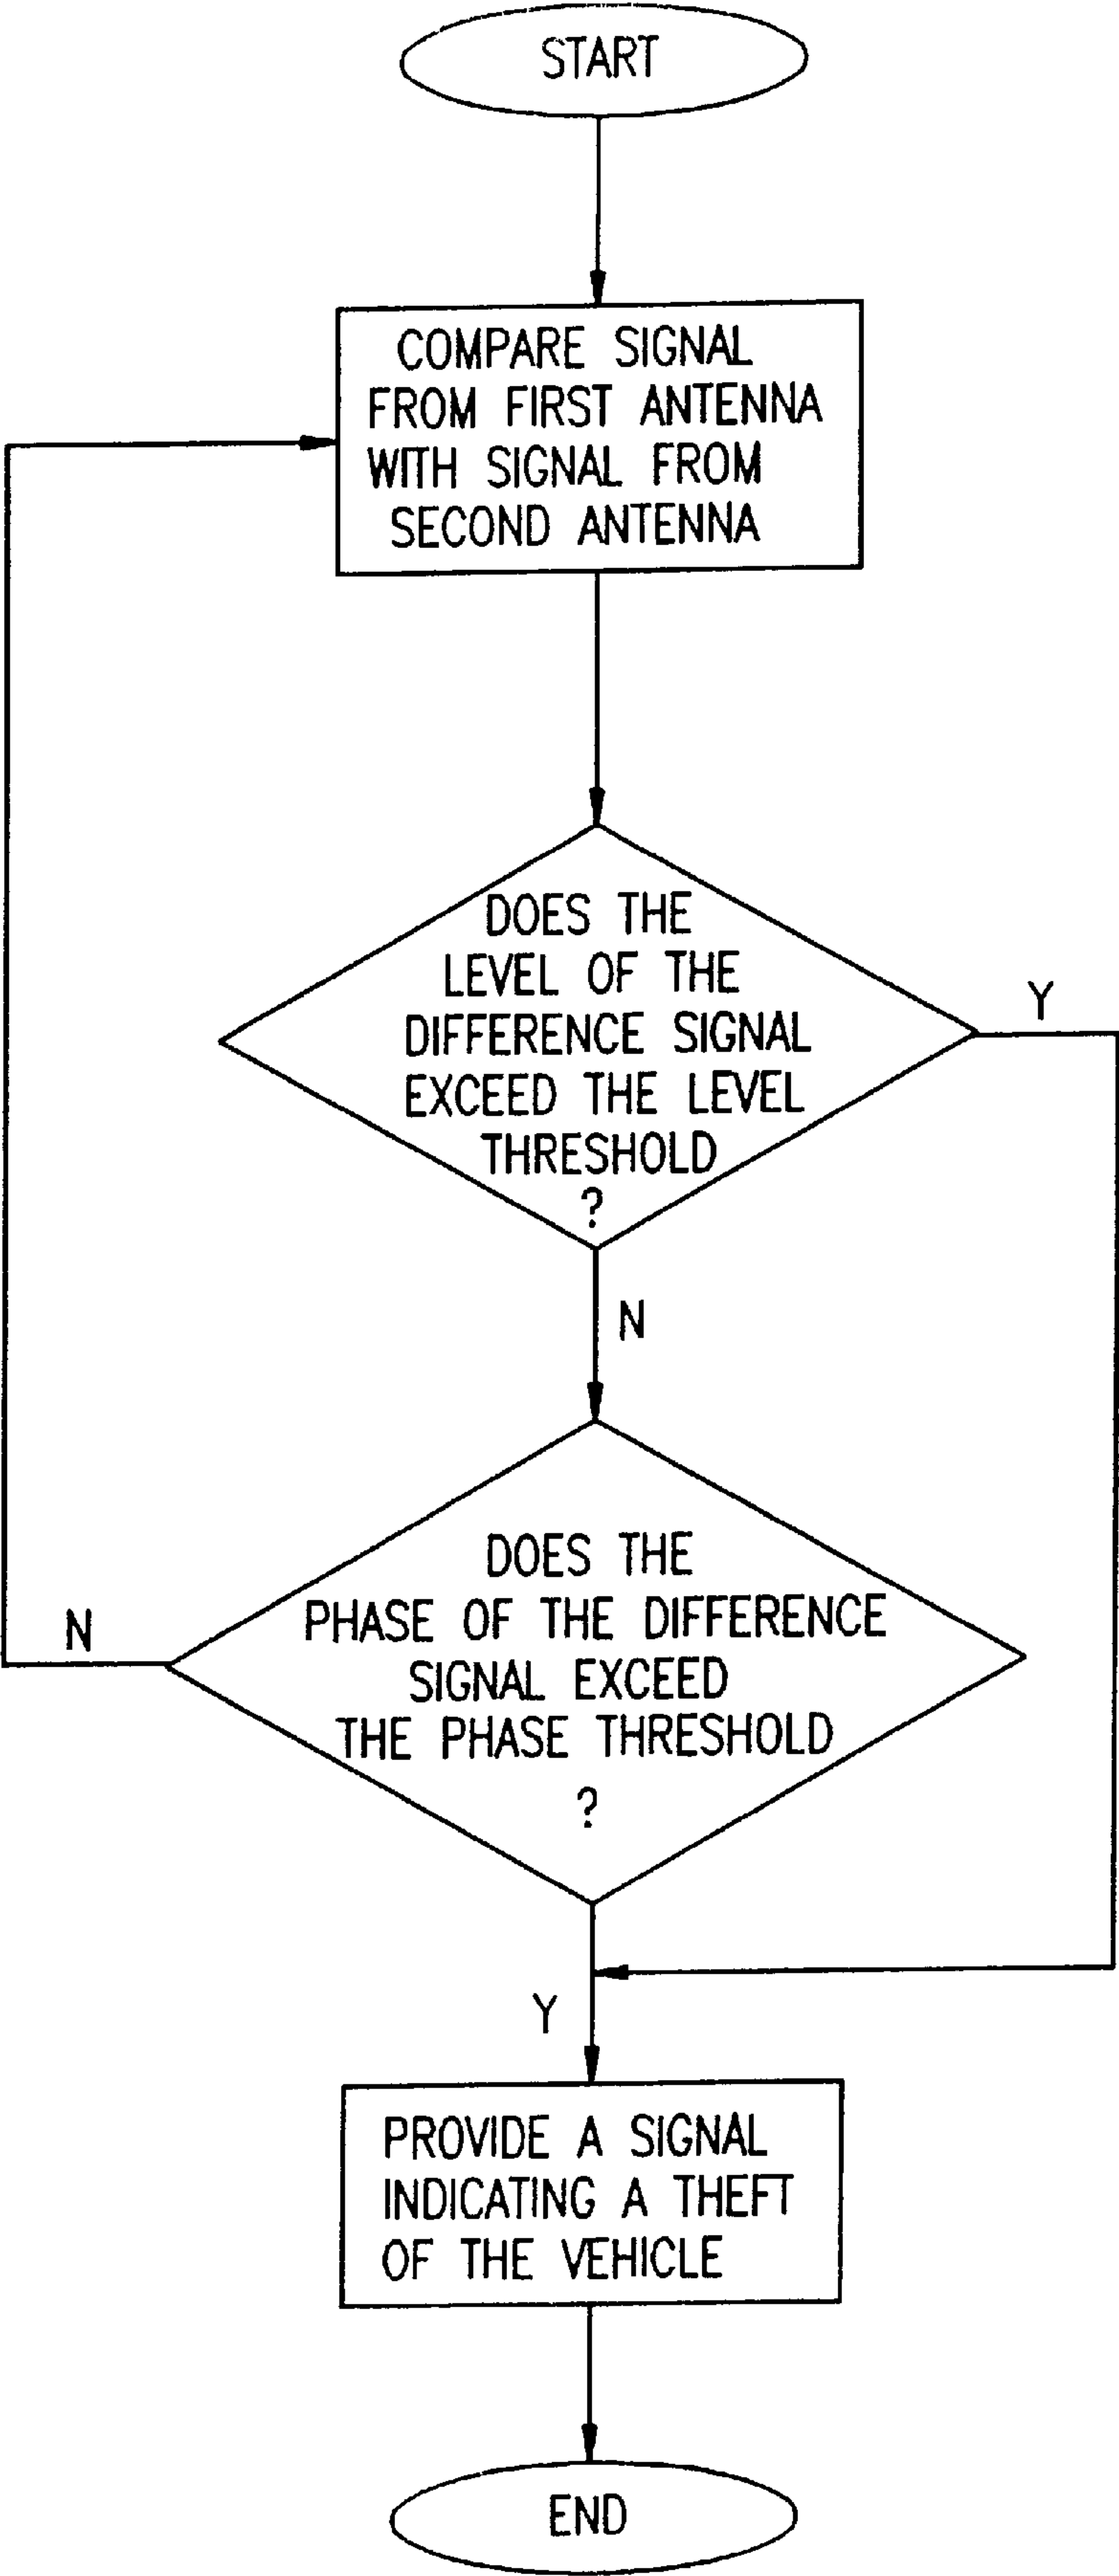 START
COMPARE SIGNAL
FROM FIRST ANTENNA
WITH SIGNAL FROM
SECOND ANTENNA
DOES THE
LEVEL OF THE
DIFFERENCE SIGNAL
EXCEED THE LEVEL
THRESHOLD
?
Y
N
DOES THE
PHASE OF THE DIFFERENCE
SIGNAL EXCEED
THE PHASE THRESHOLD
?
N
Y
PROVIDE A SIGNAL
INDICATING A THEFT
OF THE VEHICLE
END